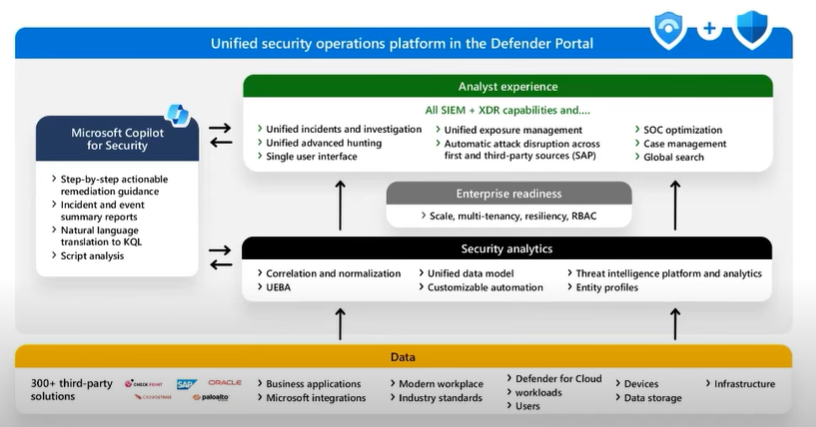 Unified security operations platform in the Defender Portal
Analyst experience
All SIEM + XDR capabilities and....
Unified incidents and investigation
Unified advanced hunting
Single user interface
Unified exposure management
Automatic attack disruption across
first and third-party sources (SAP)
SOC optimization
Case management
Global search
Microsoft Copilot
for Security
Step-by-step actionable
remediation guidance
Incident and event
summary reports
Natural language
translation to KQL
Script analysis
Enterprise readiness
Scale, multi-tenancy, resiliency, RBAC
Security analytics
Correlation and normalization
UEBA
Unified data model
Customizable automation
Threat intelligence platform and analytics
Entity profiles
Data
300+ third-party
solutions
CHECK POINT
SAP
ORACLE
CROWDSTRIKE
paloalto
Business applications
Microsoft integrations
Modern workplace
Industry standards
Defender for Cloud
workloads
Users
Devices
Data storage
Infrastructure